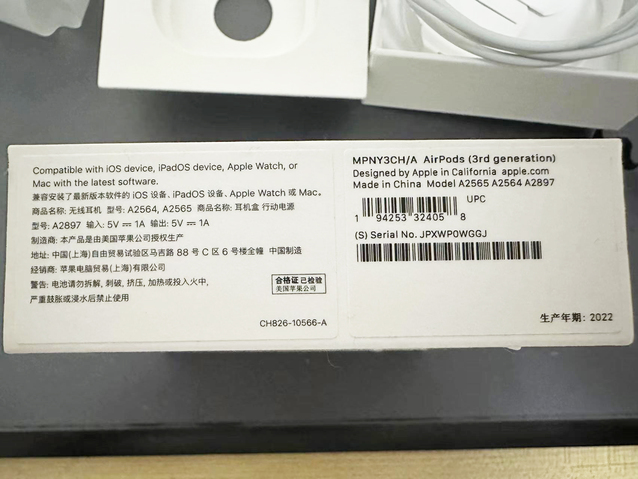 Compatible with iOS device, iPadOS device, Apple Watch, or
Mac with the latest software.
兼容安装了最新版本软件的 iOS 设备、iPadOS 设备、Apple Watch 或 Mac。
商品名称: 无线耳机 型号: A2564, A2565 商品名称: 耳机盒 行动电源
型号: A2897 输入: 5V⎓1A 输出: 5V⎓1A
制造商: 本产品是由美国苹果公司授权生产
地址: 中国(上海)自由贸易试验区马吉路 88 号 C 区 6 号楼全幢 中国制造
经销商: 苹果电脑贸易(上海)有限公司
警告: 电池请勿拆解, 刺破, 挤压, 加热或投入火中,
严重鼓胀或浸水后禁止使用
合格证 已检验
美国苹果公司
CH826-10566-A
MPNY3CH/A AirPods (3rd generation)
Designed by Apple in California apple.com
Made in China Model A2565 A2564 A2897
UPC
1 94253 32405 8
(S) Serial No. JPXWP0WGGJ
生产年期: 2022